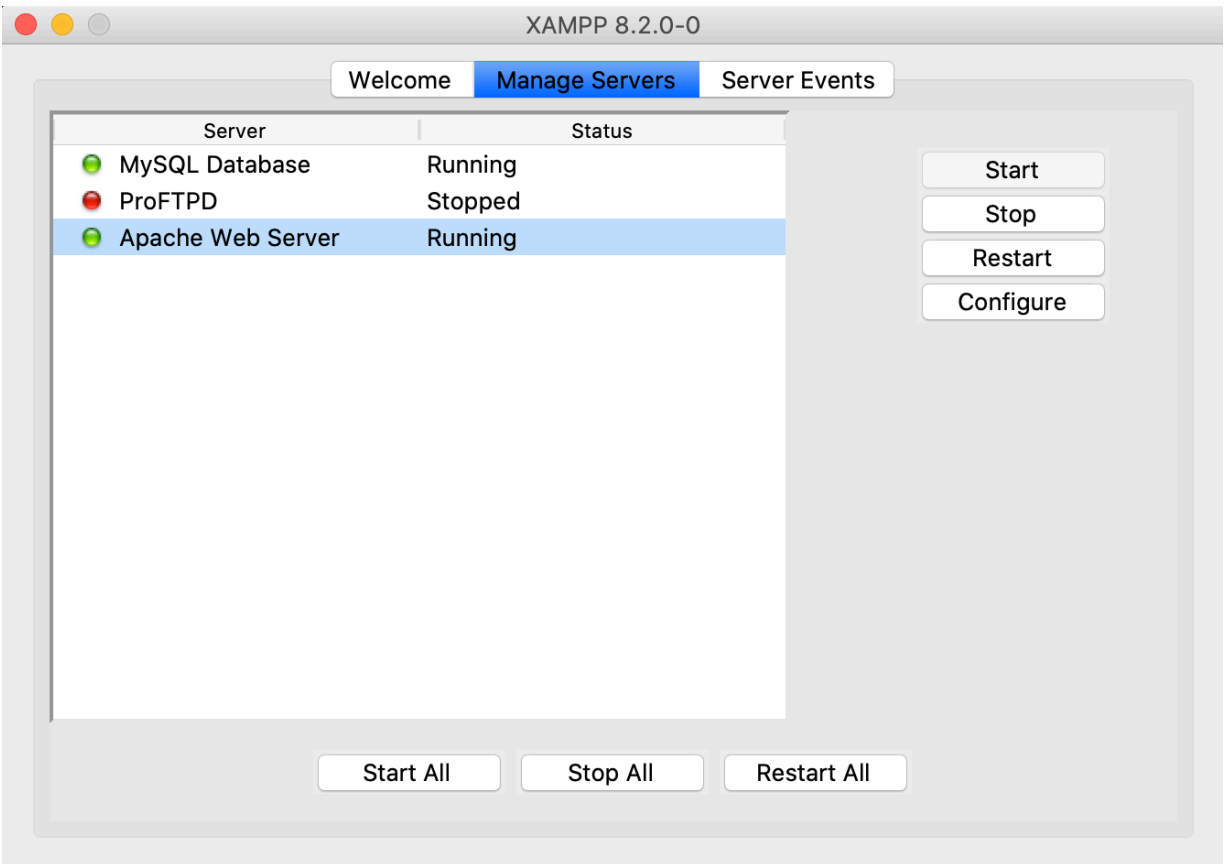 XAMPP 8.2.0-0
Welcome Manage Servers Server Events
Server Status
MySQL Database Running
ProFTPD Stopped
Apache Web Server Running
Start
Stop
Restart
Configure
Start All Stop All Restart All